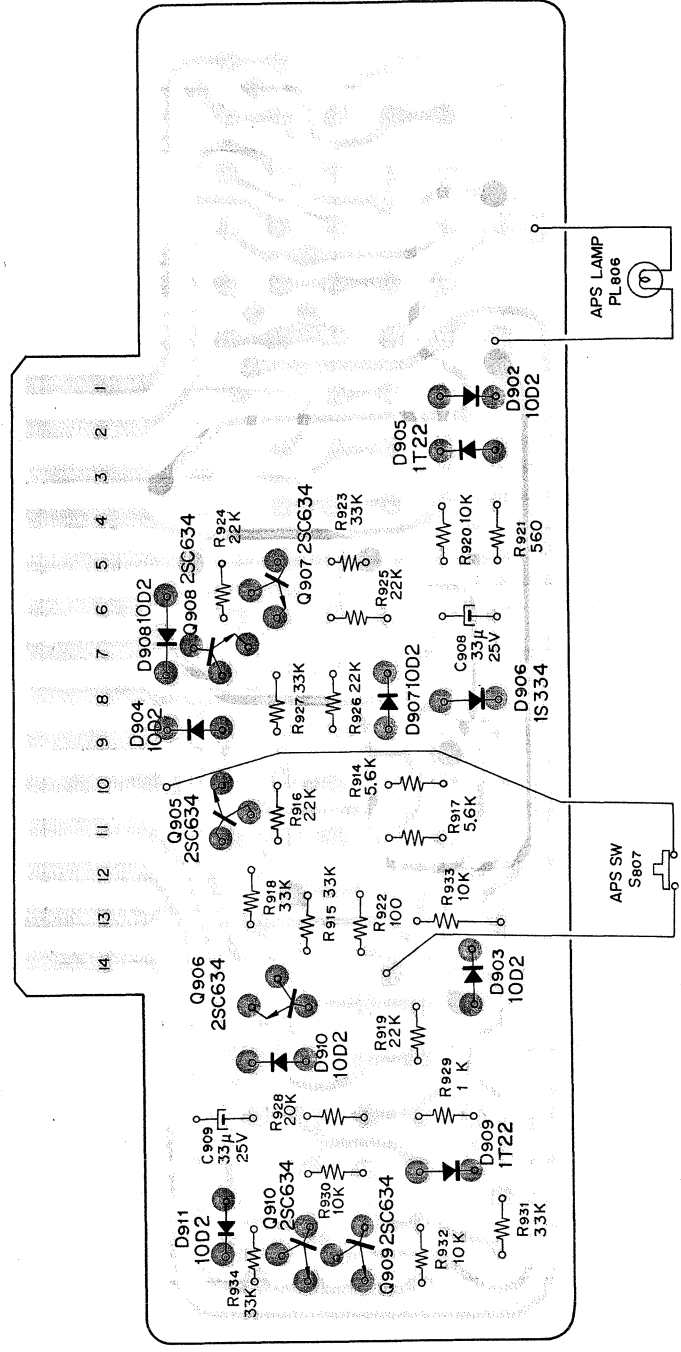 1
2
3
4
5
6
7
8
9
10
11
12
13
14
APS LAMP
PL806
D902
10D2
D905
1T22
R924
22K
R923
33K
Q908 2SC634
Q907 2SC634
R920 10K
R921
560
D908 10D2
R925
22K
C908
33μ
25V
D904
10D2
R927 33K
R926 22K
D907 10D2
D906
1S334
Q905
2SC634
R916
22K
R914
5.6K
R917
5.6K
APS SW
S807
R918
33K
R915 33K
R922
100
R933
10K
Q906
2SC634
D903
10D2
D910
10D2
R919
22K
R929
1 K
C909
33μ
25V
R928
20K
D909
1T22
D911
10D2
Q910
2SC634
R930
10K
Q909 2SC634
R934
33K
R932
10K
R931
33K